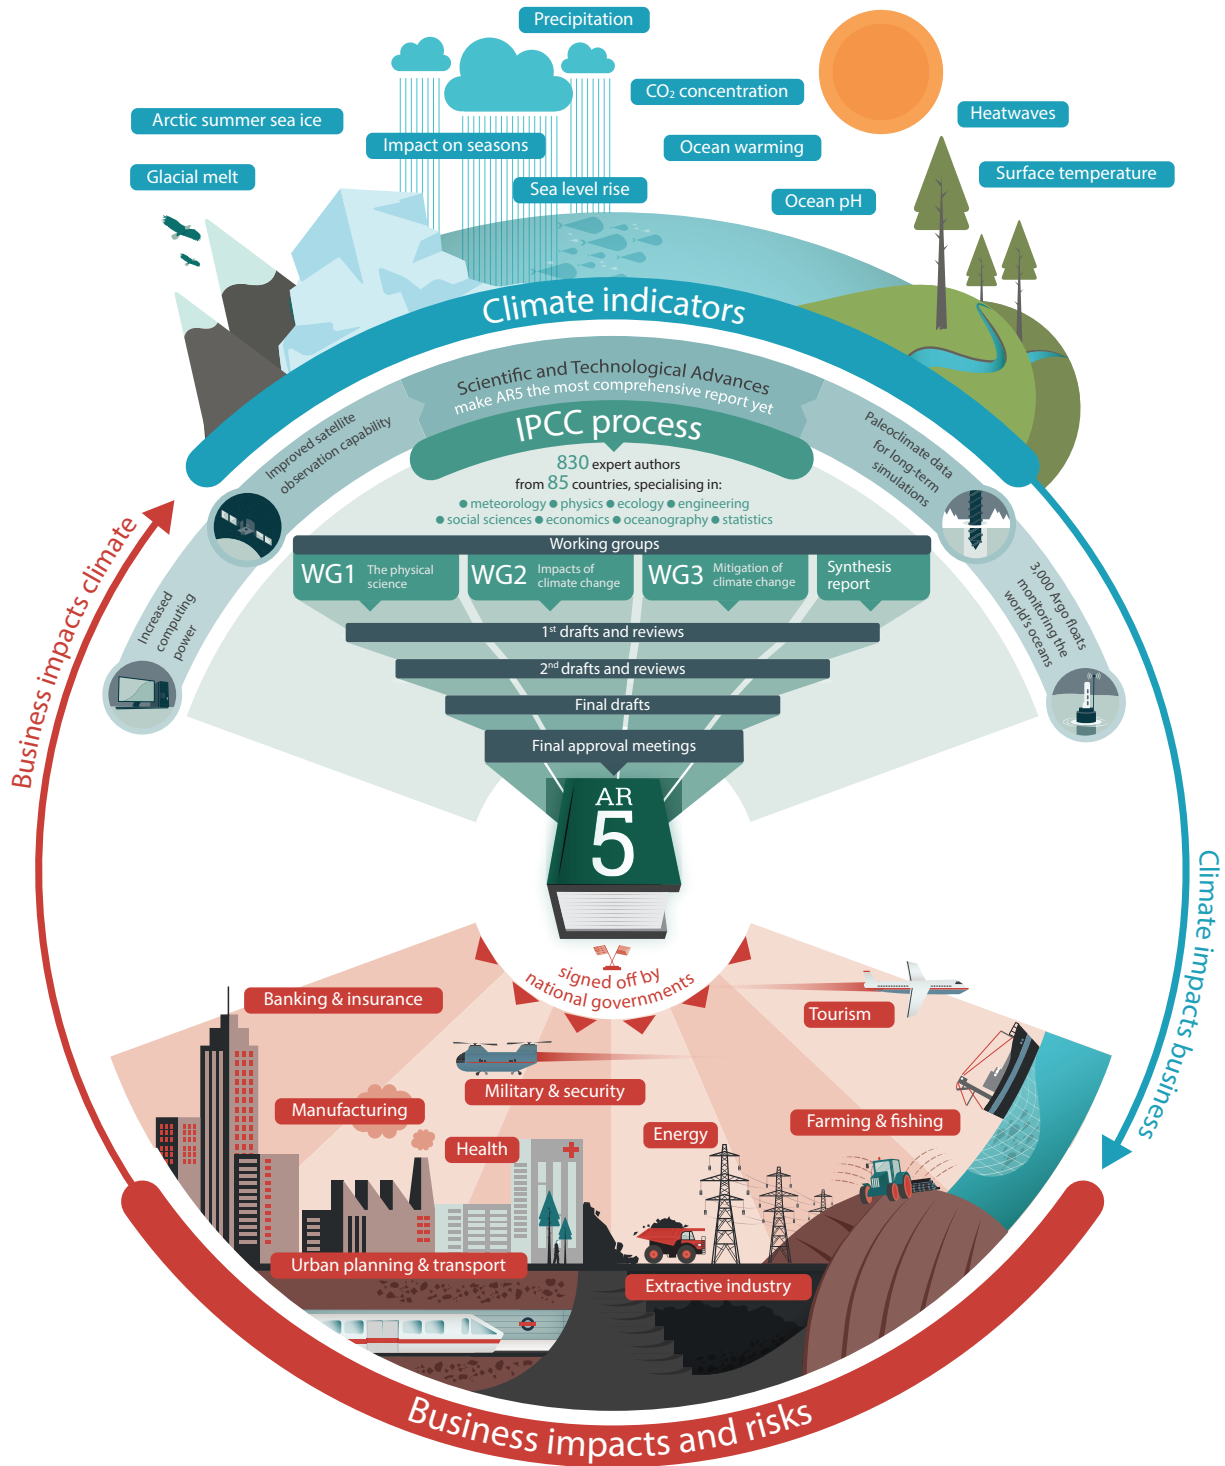 Precipitation
CO₂ concentration
Heatwaves
Arctic summer sea ice
Impact on seasons
Ocean warming
Glacial melt
Sea level rise
Surface temperature
Ocean pH
Climate indicators
Scientific and Technological Advances
make AR5 the most comprehensive report yet
IPCC process
Improved satellite
observation capability
Paleoclimate data
for long-term
simulations
830 expert authors
from 85 countries, specialising in:
● meteorology ● physics ● ecology ● engineering
● social sciences ● economics ● oceanography ● statistics
Working groups
WG1 The physical
science
WG2 Impacts of
climate change
WG3 Mitigation of
climate change
Synthesis
report
Increased
computing
power
3,000 Argo floats
monitoring the
world's oceans
1st drafts and reviews
2nd drafts and reviews
Final drafts
Final approval meetings
Business impacts climate
AR
5
Climate impacts business
signed off by
national governments
Banking & insurance
Tourism
Military & security
Manufacturing
Farming & fishing
Energy
Health
Urban planning & transport
Extractive industry
Business impacts and risks